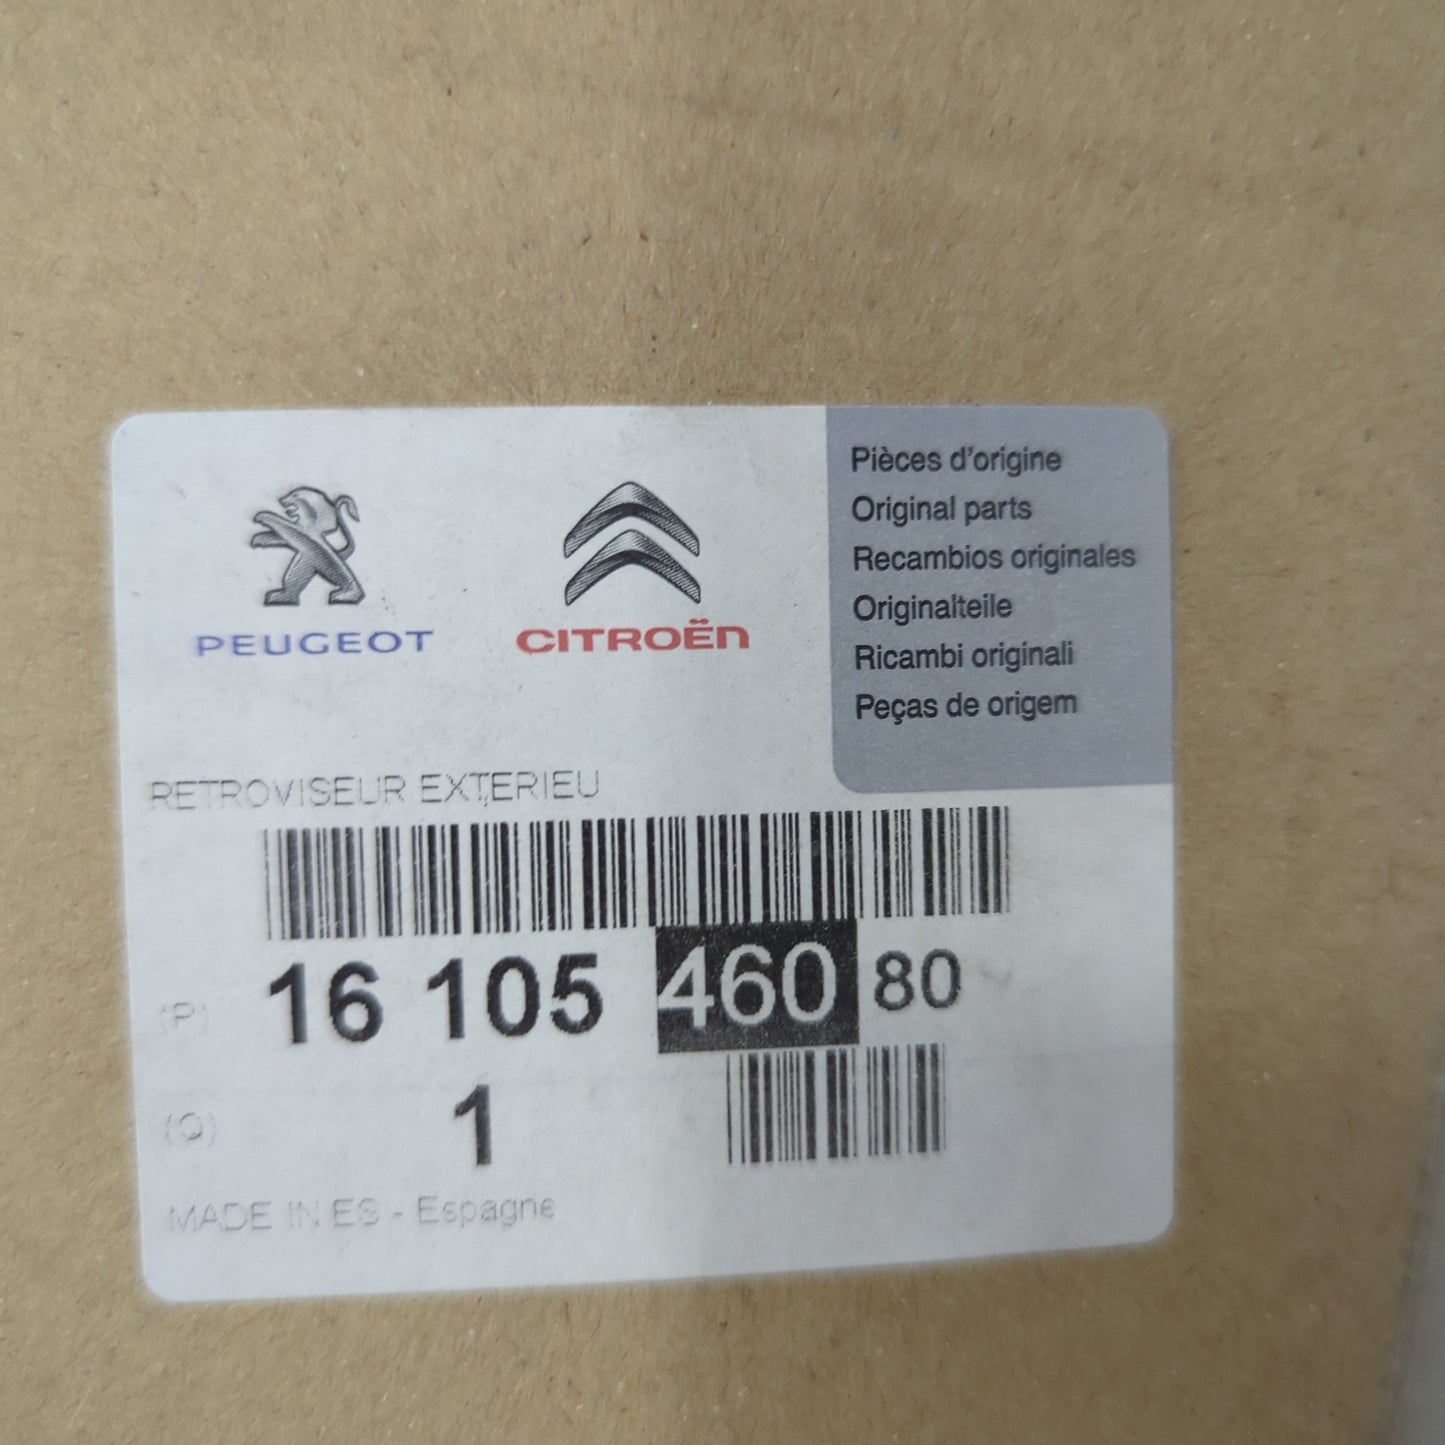 PEUGEOT
CITROËN
Pièces d'origine
Original parts
Recambios originales
Originalteile
Ricambi originali
Peças de origem
RETROVISEUR EXTERIEU
(P) 16 105 460 80
(Q) 1
MADE IN ES - Espagne